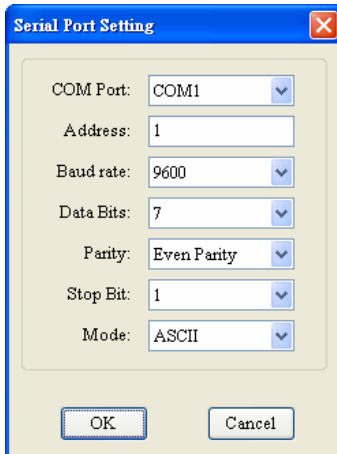 Serial Port Setting
COM Port: COM1
Address: 1
Baud rate: 9600
Data Bits: 7
Parity: Even Parity
Stop Bit: 1
Mode: ASCII
OK Cancel